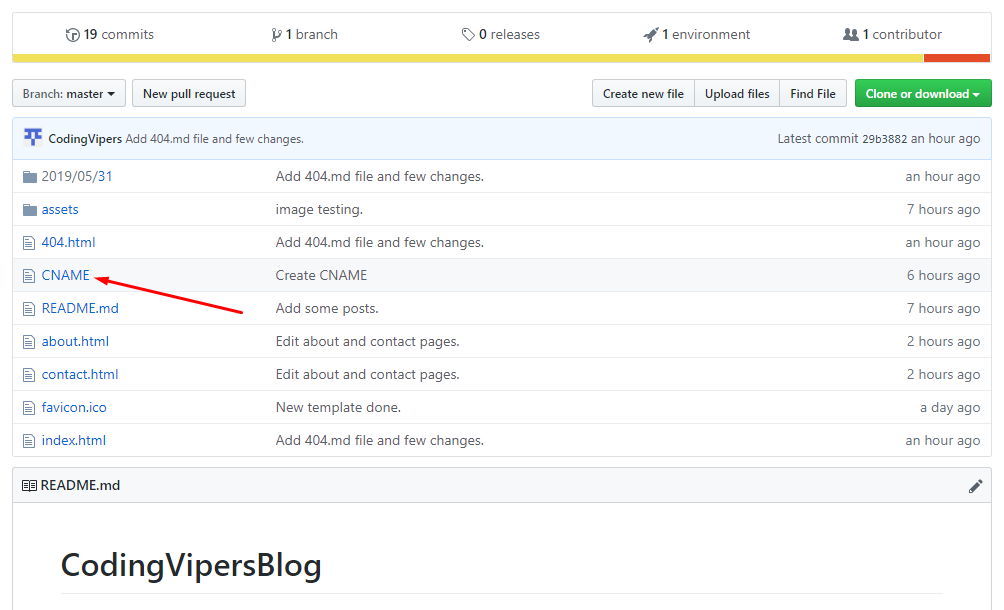 19 commits 1 branch 0 releases 1 environment 1 contributor
Branch: master New pull request Create new file Upload files Find File Clone or download
CodingVipers Add 404.md file and few changes. Latest commit 29b3882 an hour ago
2019/05/31 Add 404.md file and few changes. an hour ago
assets image testing. 7 hours ago
404.html Add 404.md file and few changes. an hour ago
CNAME Create CNAME 6 hours ago
README.md Add some posts. 7 hours ago
about.html Edit about and contact pages. 2 hours ago
contact.html Edit about and contact pages. 2 hours ago
favicon.ico New template done. a day ago
index.html Add 404.md file and few changes. an hour ago
README.md
CodingVipersBlog